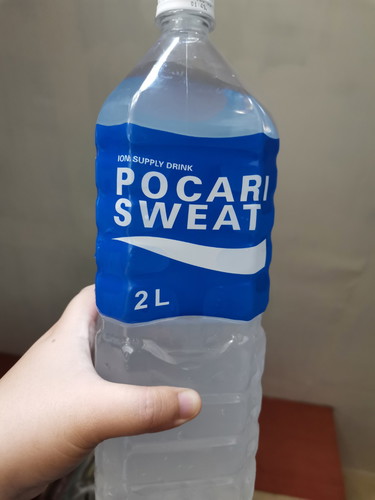 ION SUPPLY DRINK
POCARI
SWEAT
2L